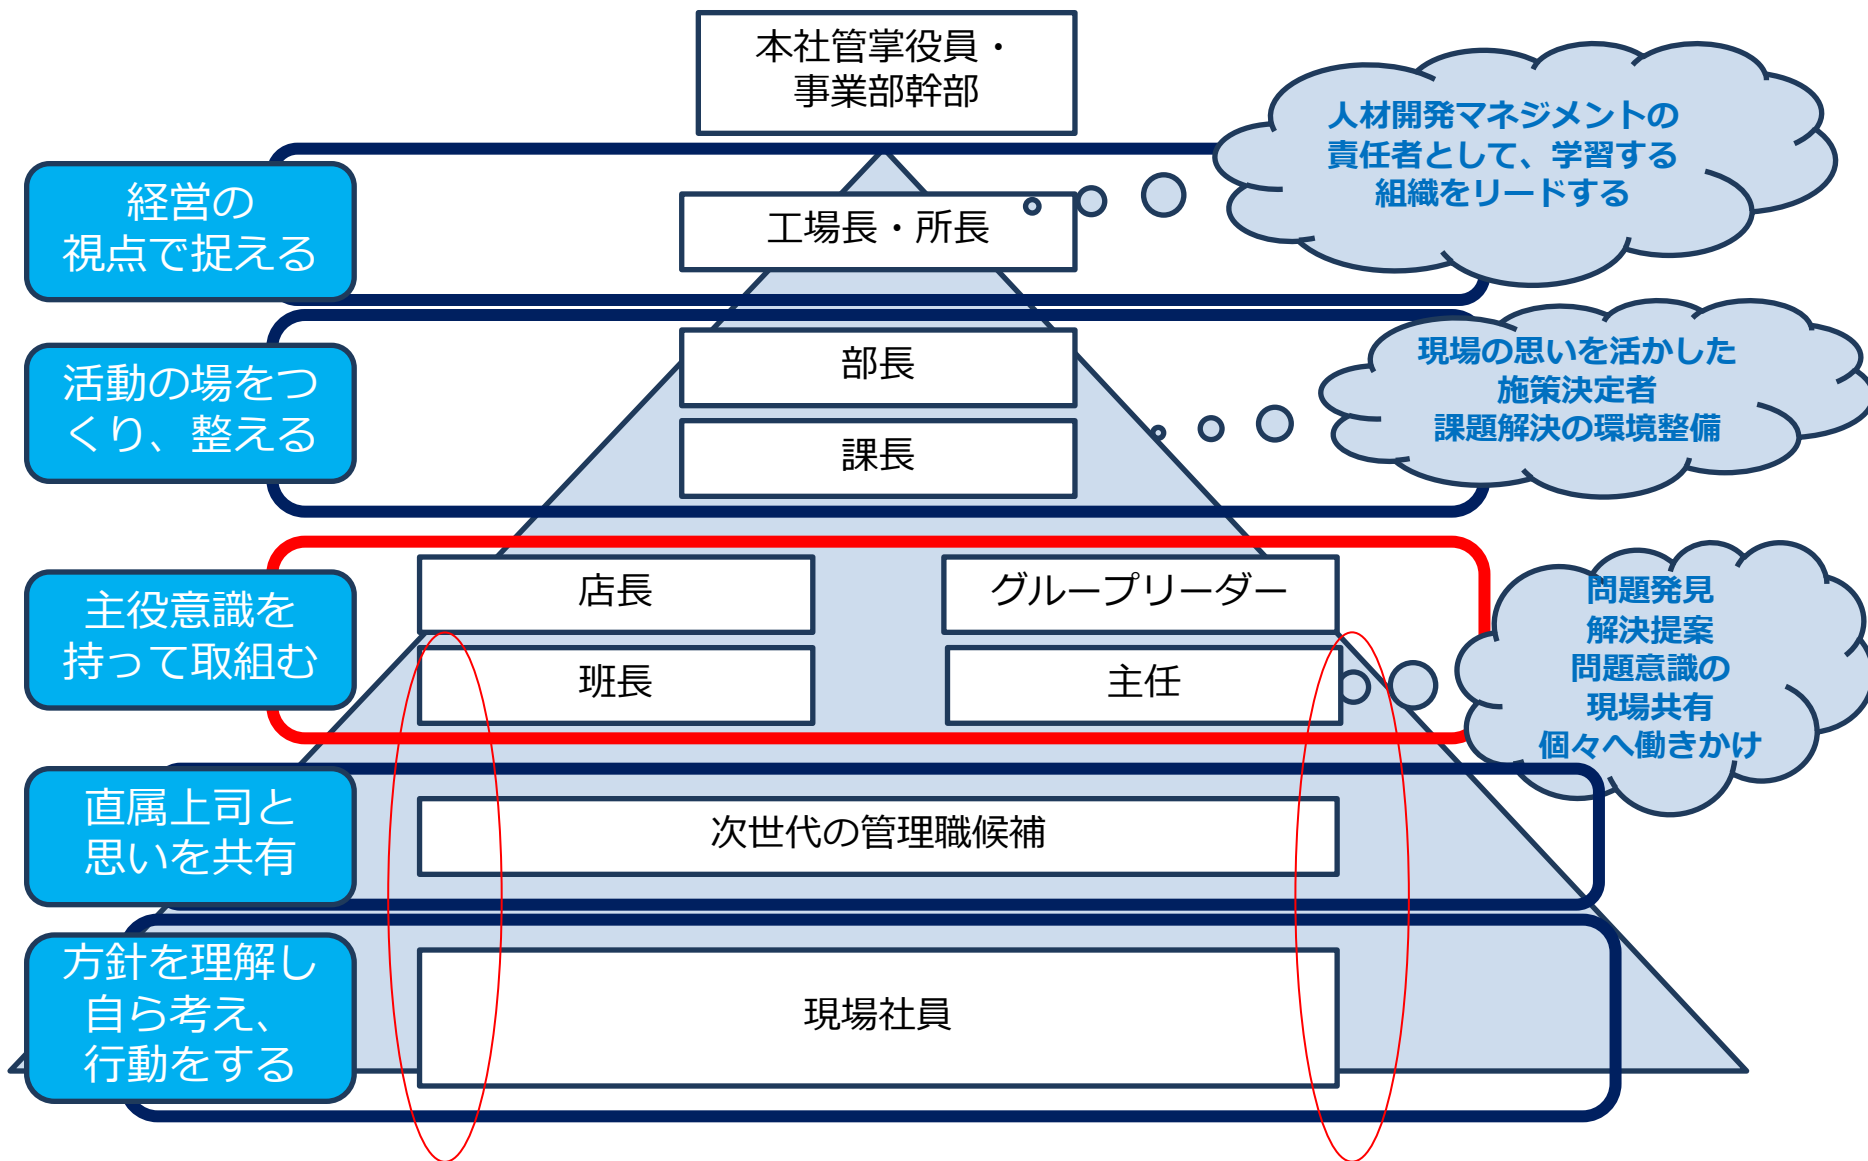 本社管掌役員・
事業部幹部
人材開発マネジメントの
責任者として、学習する
組織をリードする
経営の
視点で捉える
工場長・所長
活動の場をつ
くり、整える
部長
課長
現場の思いを活かした
施策決定者
課題解決の環境整備
主役意識を
持って取組む
店長
グループリーダー
班長
主任
問題発見
解決提案
問題意識の
現場共有
個々へ働きかけ
直属上司と
思いを共有
次世代の管理職候補
方針を理解し
自ら考え、
行動をする
現場社員